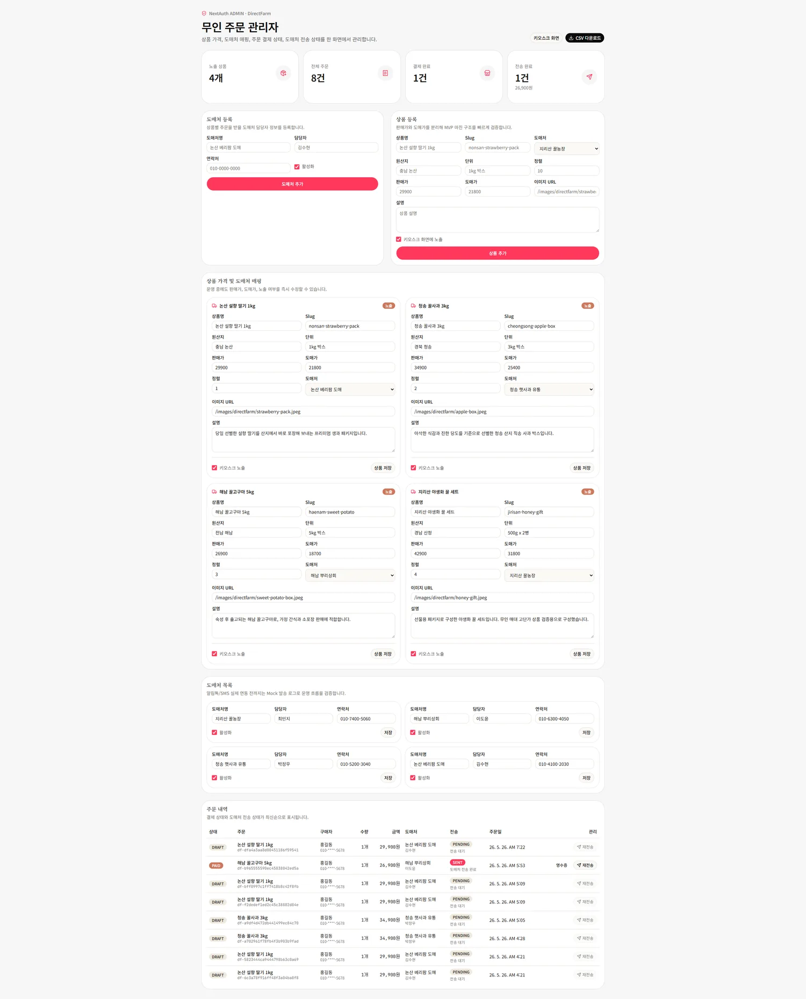 NextAuth ADMIN · DirectFarm
무인 주문 관리자
상품 가격, 도매처 매핑, 주문 결제 상태, 도매처 전송 상태를 한 화면에서 관리합니다.
키오스크 화면
CSV 다운로드
노출 상품
4개
전체 주문
8건
결제 완료
1건
전송 완료
1건
26,900원
도매처 등록
상품별 주문을 받을 도매처 담당자 정보를 등록합니다.
도매처명 담당자
논산 베리팜 도매 김수현
연락처
010-0000-0000 활성화
도매처 추가
상품 등록
판매가와 도매가를 분리해 MVP 마진 구조를 빠르게 검증합니다.
상품명 Slug 도매처
논산 설향 딸기 1kg nonsan-strawberry-pack 지리산 꿀농장
원산지 단위 정렬
충남 논산 1kg 박스 10
판매가 도매가 이미지 URL
29900 21800 /images/directfarm/strawbe
설명
상품 설명
키오스크 화면에 노출
상품 추가
상품 가격 및 도매처 매핑
운영 중에도 판매가, 도매가, 노출 여부를 즉시 수정할 수 있습니다.
논산 설향 딸기 1kg 노출
상품명 Slug
논산 설향 딸기 1kg nonsan-strawberry-pack
원산지 단위
충남 논산 1kg 박스
판매가 도매가
29900 21800
정렬 도매처
1 논산 베리팜 도매
이미지 URL
/images/directfarm/strawberry-pack.jpeg
설명
당일 선별한 설향 딸기를 산지에서 바로 포장해 보내는 프리미엄 생과 패키지입니다.
키오스크 노출 상품 저장
청송 꿀사과 3kg 노출
상품명 Slug
청송 꿀사과 3kg cheongsong-apple-box
원산지 단위
경북 청송 3kg 박스
판매가 도매가
34900 25400
정렬 도매처
2 청송 햇사과 유통
이미지 URL
/images/directfarm/apple-box.jpeg
설명
아삭한 식감과 진한 당도를 기준으로 선별한 청송 산지 직송 사과 박스입니다.
키오스크 노출 상품 저장
해남 꿀고구마 5kg 노출
상품명 Slug
해남 꿀고구마 5kg haenam-sweet-potato
원산지 단위
전남 해남 5kg 박스
판매가 도매가
26900 18700
정렬 도매처
3 해남 뿌리상회
이미지 URL
/images/directfarm/sweet-potato-box.jpeg
설명
숙성 후 출고되는 해남 꿀고구마로, 가정 간식과 소포장 판매에 적합합니다.
키오스크 노출 상품 저장
지리산 야생화 꿀 세트 노출
상품명 Slug
지리산 야생화 꿀 세트 jirisan-honey-gift
원산지 단위
경남 산청 500g x 2병
판매가 도매가
42900 31800
정렬 도매처
4 지리산 꿀농장
이미지 URL
/images/directfarm/honey-gift.jpeg
설명
선물용 패키지로 구성한 야생화 꿀 세트입니다. 무인 매대 고단가 상품 검증용으로 구성했습니다.
키오스크 노출 상품 저장
도매처 목록
알림톡/SMS 실제 연동 전까지는 Mock 발송 로그로 운영 흐름을 검증합니다.
도매처명 담당자 연락처
지리산 꿀농장 최민지 010-7400-5060
활성화 저장
도매처명 담당자 연락처
해남 뿌리상회 이도윤 010-6300-4050
활성화 저장
도매처명 담당자 연락처
청송 햇사과 유통 박정우 010-5200-3040
활성화 저장
도매처명 담당자 연락처
논산 베리팜 도매 김수현 010-4100-2030
활성화 저장
주문 내역
결제 상태와 도매처 전송 상태가 최신순으로 표시됩니다.
상태 주문 구매자 수량 금액 도매처 전송 주문일 관리
DRAFT 논산 설향 딸기 1kg 홍길동 1개 29,900원 논산 베리팜 도매 PENDING 26. 5. 26. AM 7:22 재전송
df-dfa4a3aa8d00451186f59541 010-****-5678 김수현 전송 대기
PAID 해남 꿀고구마 5kg 홍길동 1개 26,900원 해남 뿌리상회 SENT 26. 5. 26. AM 5:53 영수증 재전송
df-b965555590ec45838042ed5a 010-****-5678 이도윤 도매처 전송 완료
DRAFT 논산 설향 딸기 1kg 홍길동 1개 29,900원 논산 베리팜 도매 PENDING 26. 5. 26. AM 5:09 재전송
df-bff0997c1ff7418b8c42f8fb 010-****-5678 김수현 전송 대기
DRAFT 논산 설향 딸기 1kg 홍길동 1개 29,900원 논산 베리팜 도매 PENDING 26. 5. 26. AM 5:09 재전송
df-f2dedef1ed2c45c38882d84e 010-****-5678 김수현 전송 대기
DRAFT 청송 꿀사과 3kg 홍길동 1개 34,900원 청송 햇사과 유통 PENDING 26. 5. 26. AM 5:05 재전송
df-a9df4d472db441499ec84c70 010-****-5678 박정우 전송 대기
DRAFT 청송 꿀사과 3kg 홍길동 1개 34,900원 청송 햇사과 유통 PENDING 26. 5. 26. AM 4:28 재전송
df-a702961f78fb4f3b903b9fad 010-****-5678 박정우 전송 대기
DRAFT 논산 설향 딸기 1kg 홍길동 1개 29,900원 논산 베리팜 도매 PENDING 26. 5. 26. AM 4:21 재전송
df-5823444ca9444798b63c0a69 010-****-5678 김수현 전송 대기
DRAFT 논산 설향 딸기 1kg 홍길동 1개 29,900원 논산 베리팜 도매 PENDING 26. 5. 26. AM 4:21 재전송
df-6c3a78f916ff48f3a04ba8f8 010-****-5678 김수현 전송 대기